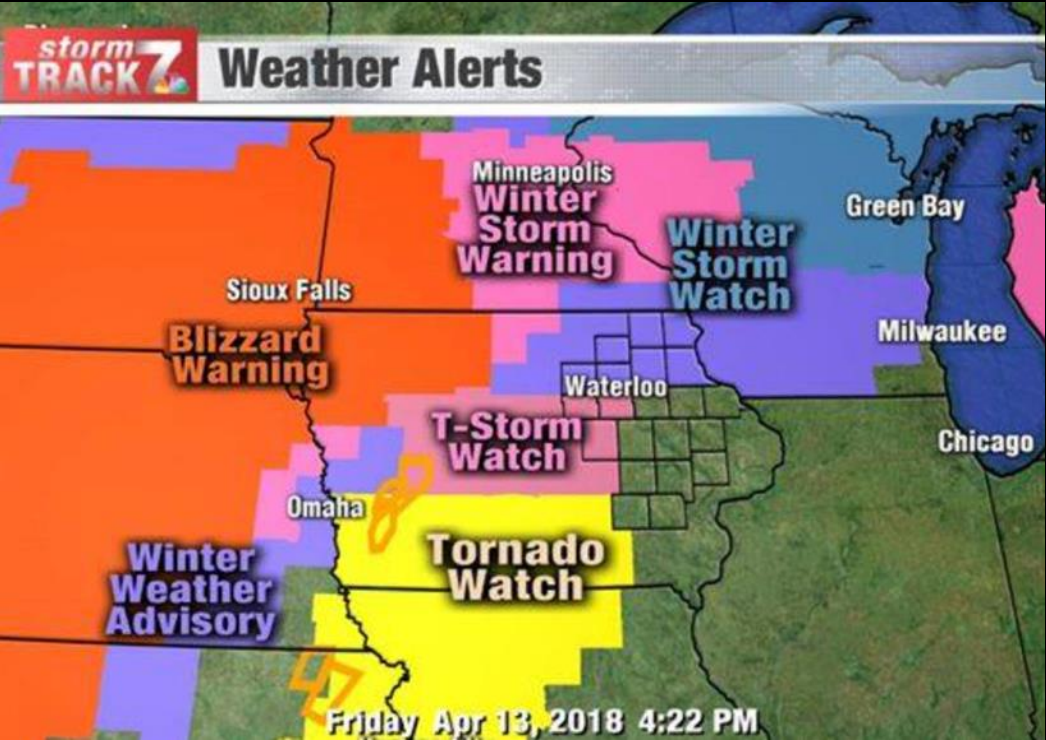 storm
TRACK 7
Weather Alerts
Minneapolis
Winter
Storm
Warning
Green Bay
Winter
Storm
Watch
Sioux Falls
Blizzard
Warning
Milwaukee
Waterloo
T-Storm
Watch
Chicago
Omaha
Tornado
Watch
Winter
Weather
Advisory
Friday Apr 13, 2018 4:22 PM